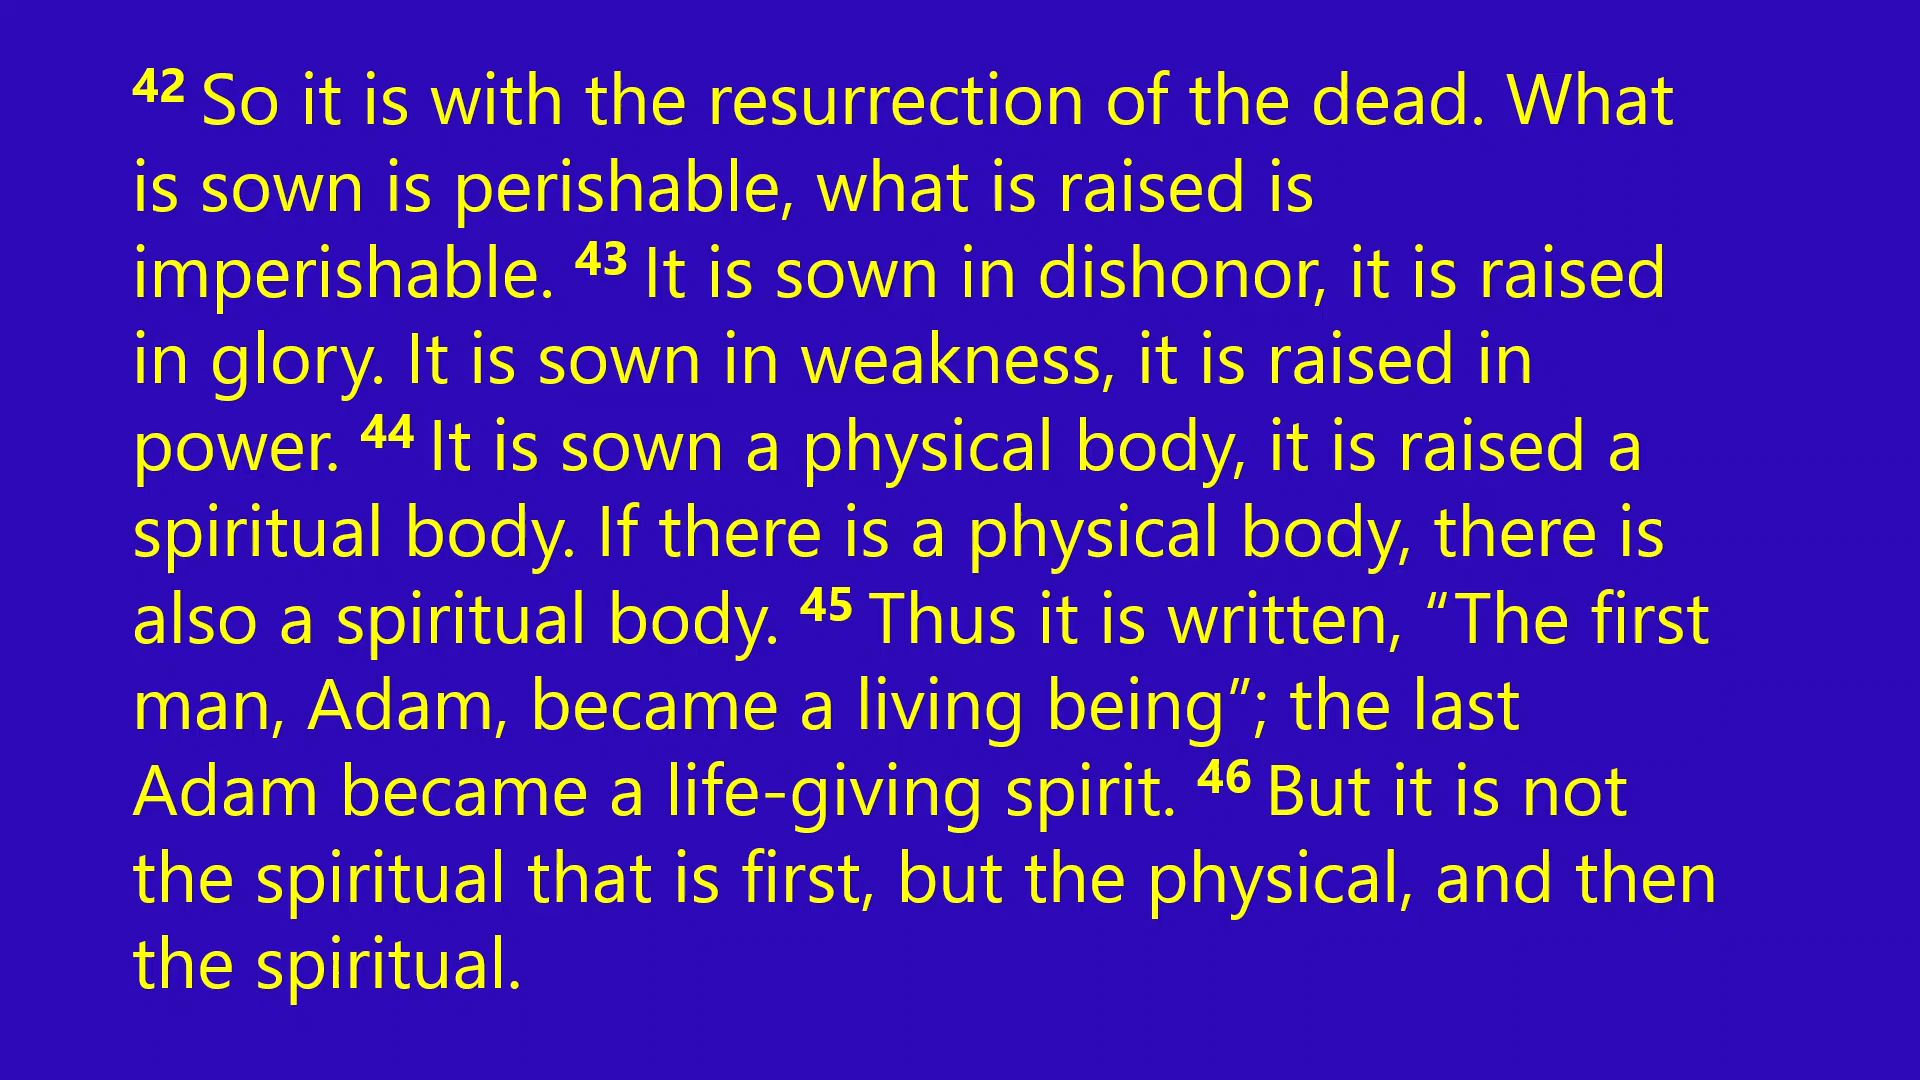 42 So it is with the resurrection of the dead. What
is sown is perishable, what is raised is
imperishable. 43 It is sown in dishonor, it is raised
in glory. It is sown in weakness, it is raised in
power. 44 It is sown a physical body, it is raised a
spiritual body. If there is a physical body, there is
also a spiritual body. 45 Thus it is written, “The first
man, Adam, became a living being”; the last
Adam became a life-giving spirit. 46 But it is not
the spiritual that is first, but the physical, and then
the spiritual.